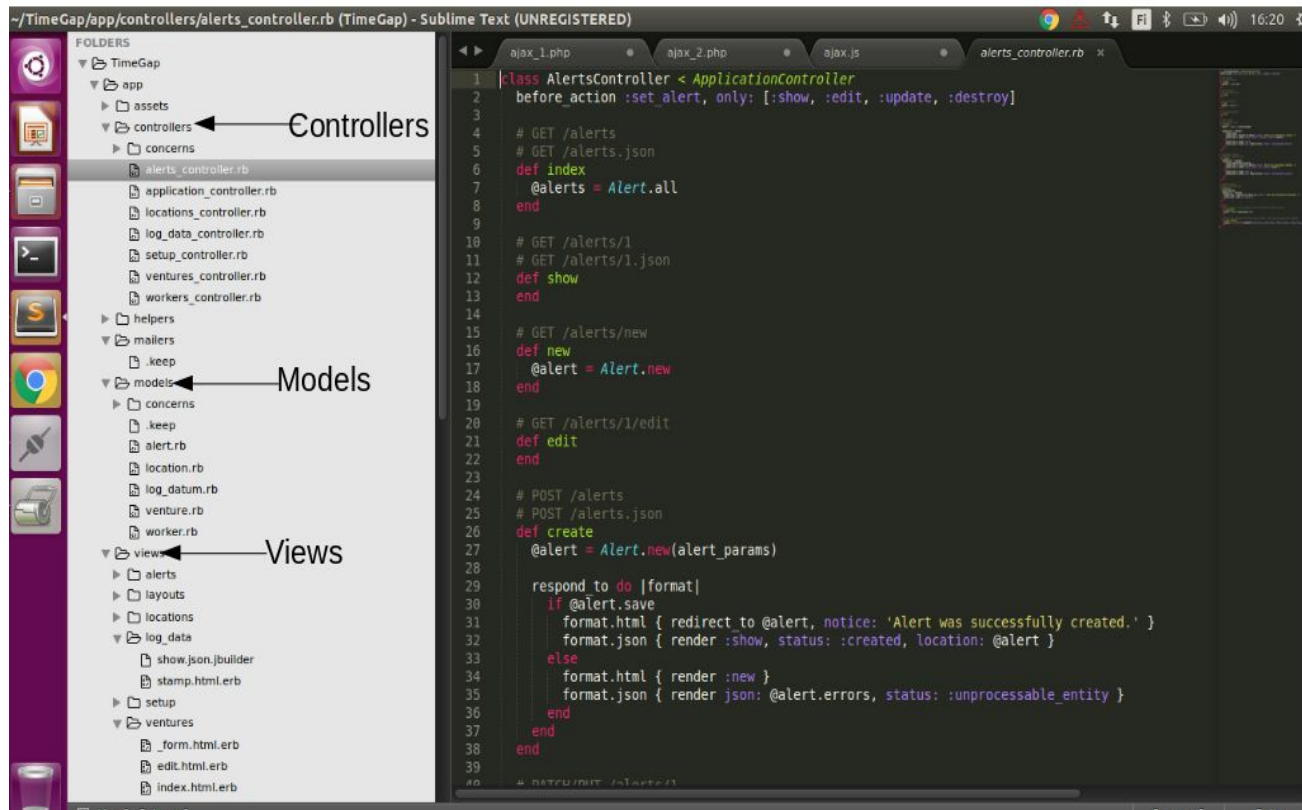 ~/TimeGap/app/controllers/alerts_controller.rb (TimeGap) - Sublime Text (UNREGISTERED)
Fi
16:20
FOLDERS
TimeGap
app
assets
controllers
Controllers
concerns
alerts_controller.rb
application_controller.rb
locations_controller.rb
log_data_controller.rb
setup_controller.rb
ventures_controller.rb
workers_controller.rb
helpers
mailers
.keep
models
Models
concerns
.keep
alert.rb
location.rb
log_datum.rb
venture.rb
worker.rb
views
Views
alerts
layouts
locations
log_data
show.json.jbuilder
stamp.html.erb
setup
ventures
_form.html.erb
edit.html.erb
index.html.erb
ajax_1.php
ajax_2.php
ajax.js
alerts_controller.rb
1 class AlertsController < ApplicationController
2 before_action :set_alert, only: [:show, :edit, :update, :destroy]
3
4 # GET /alerts
5 # GET /alerts.json
6 def index
7 @alerts = Alert.all
8 end
9
10 # GET /alerts/1
11 # GET /alerts/1.json
12 def show
13 end
14
15 # GET /alerts/new
16 def new
17 @alert = Alert.new
18 end
19
20 # GET /alerts/1/edit
21 def edit
22 end
23
24 # POST /alerts
25 # POST /alerts.json
26 def create
27 @alert = Alert.new(alert_params)
28
29 respond_to do |format|
30 if @alert.save
31 format.html { redirect_to @alert, notice: 'Alert was successfully created.' }
32 format.json { render :show, status: :created, location: @alert }
33 else
34 format.html { render :new }
35 format.json { render json: @alert.errors, status: :unprocessable_entity }
36 end
37 end
38 end
39
40 # PATCH/PUT /alerts/1